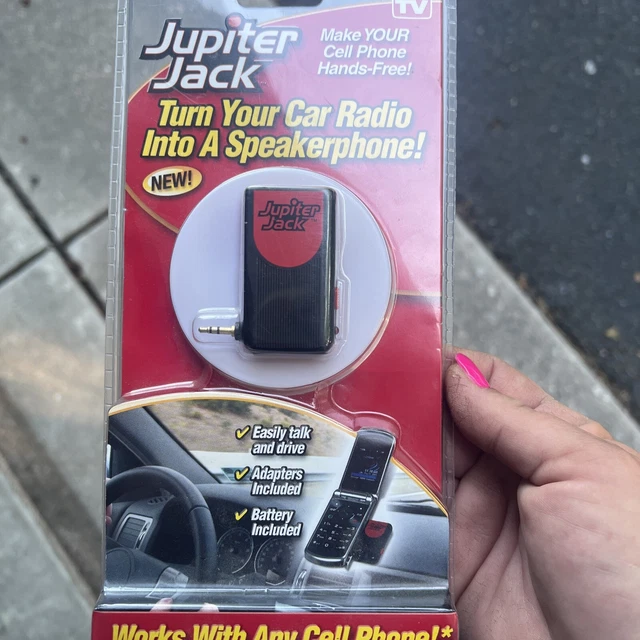 TV
Jupiter
Jack
Make YOUR
Cell Phone
Hands-Free!
Turn Your Car Radio
Into A Speakerphone!
NEW!
Jupiter
Jack
✔ Easily talk
and drive
✔ Adapters
Included
✔ Battery
Included
Works With Any Cell Phone!*